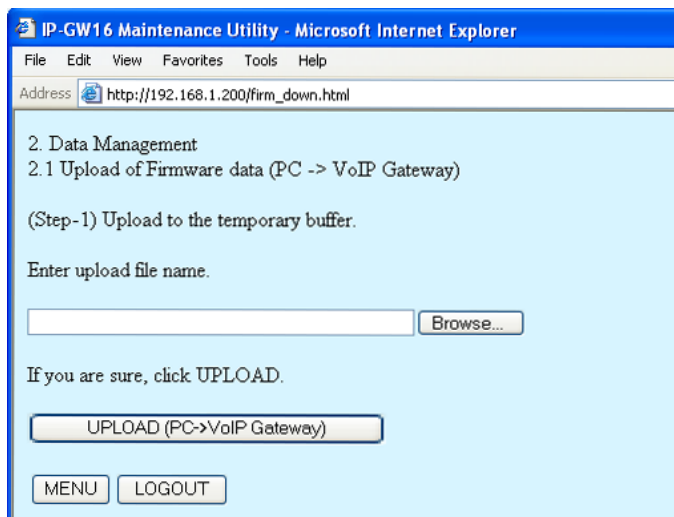 IP-GW16 Maintenance Utility - Microsoft Internet Explorer
File Edit View Favorites Tools Help
Address http://192.168.1.200/firm_down.html
2. Data Management
2.1 Upload of Firmware data (PC -> VoIP Gateway)
(Step-1) Upload to the temporary buffer.
Enter upload file name.
Browse...
If you are sure, click UPLOAD.
UPLOAD (PC->VoIP Gateway)
MENU LOGOUT